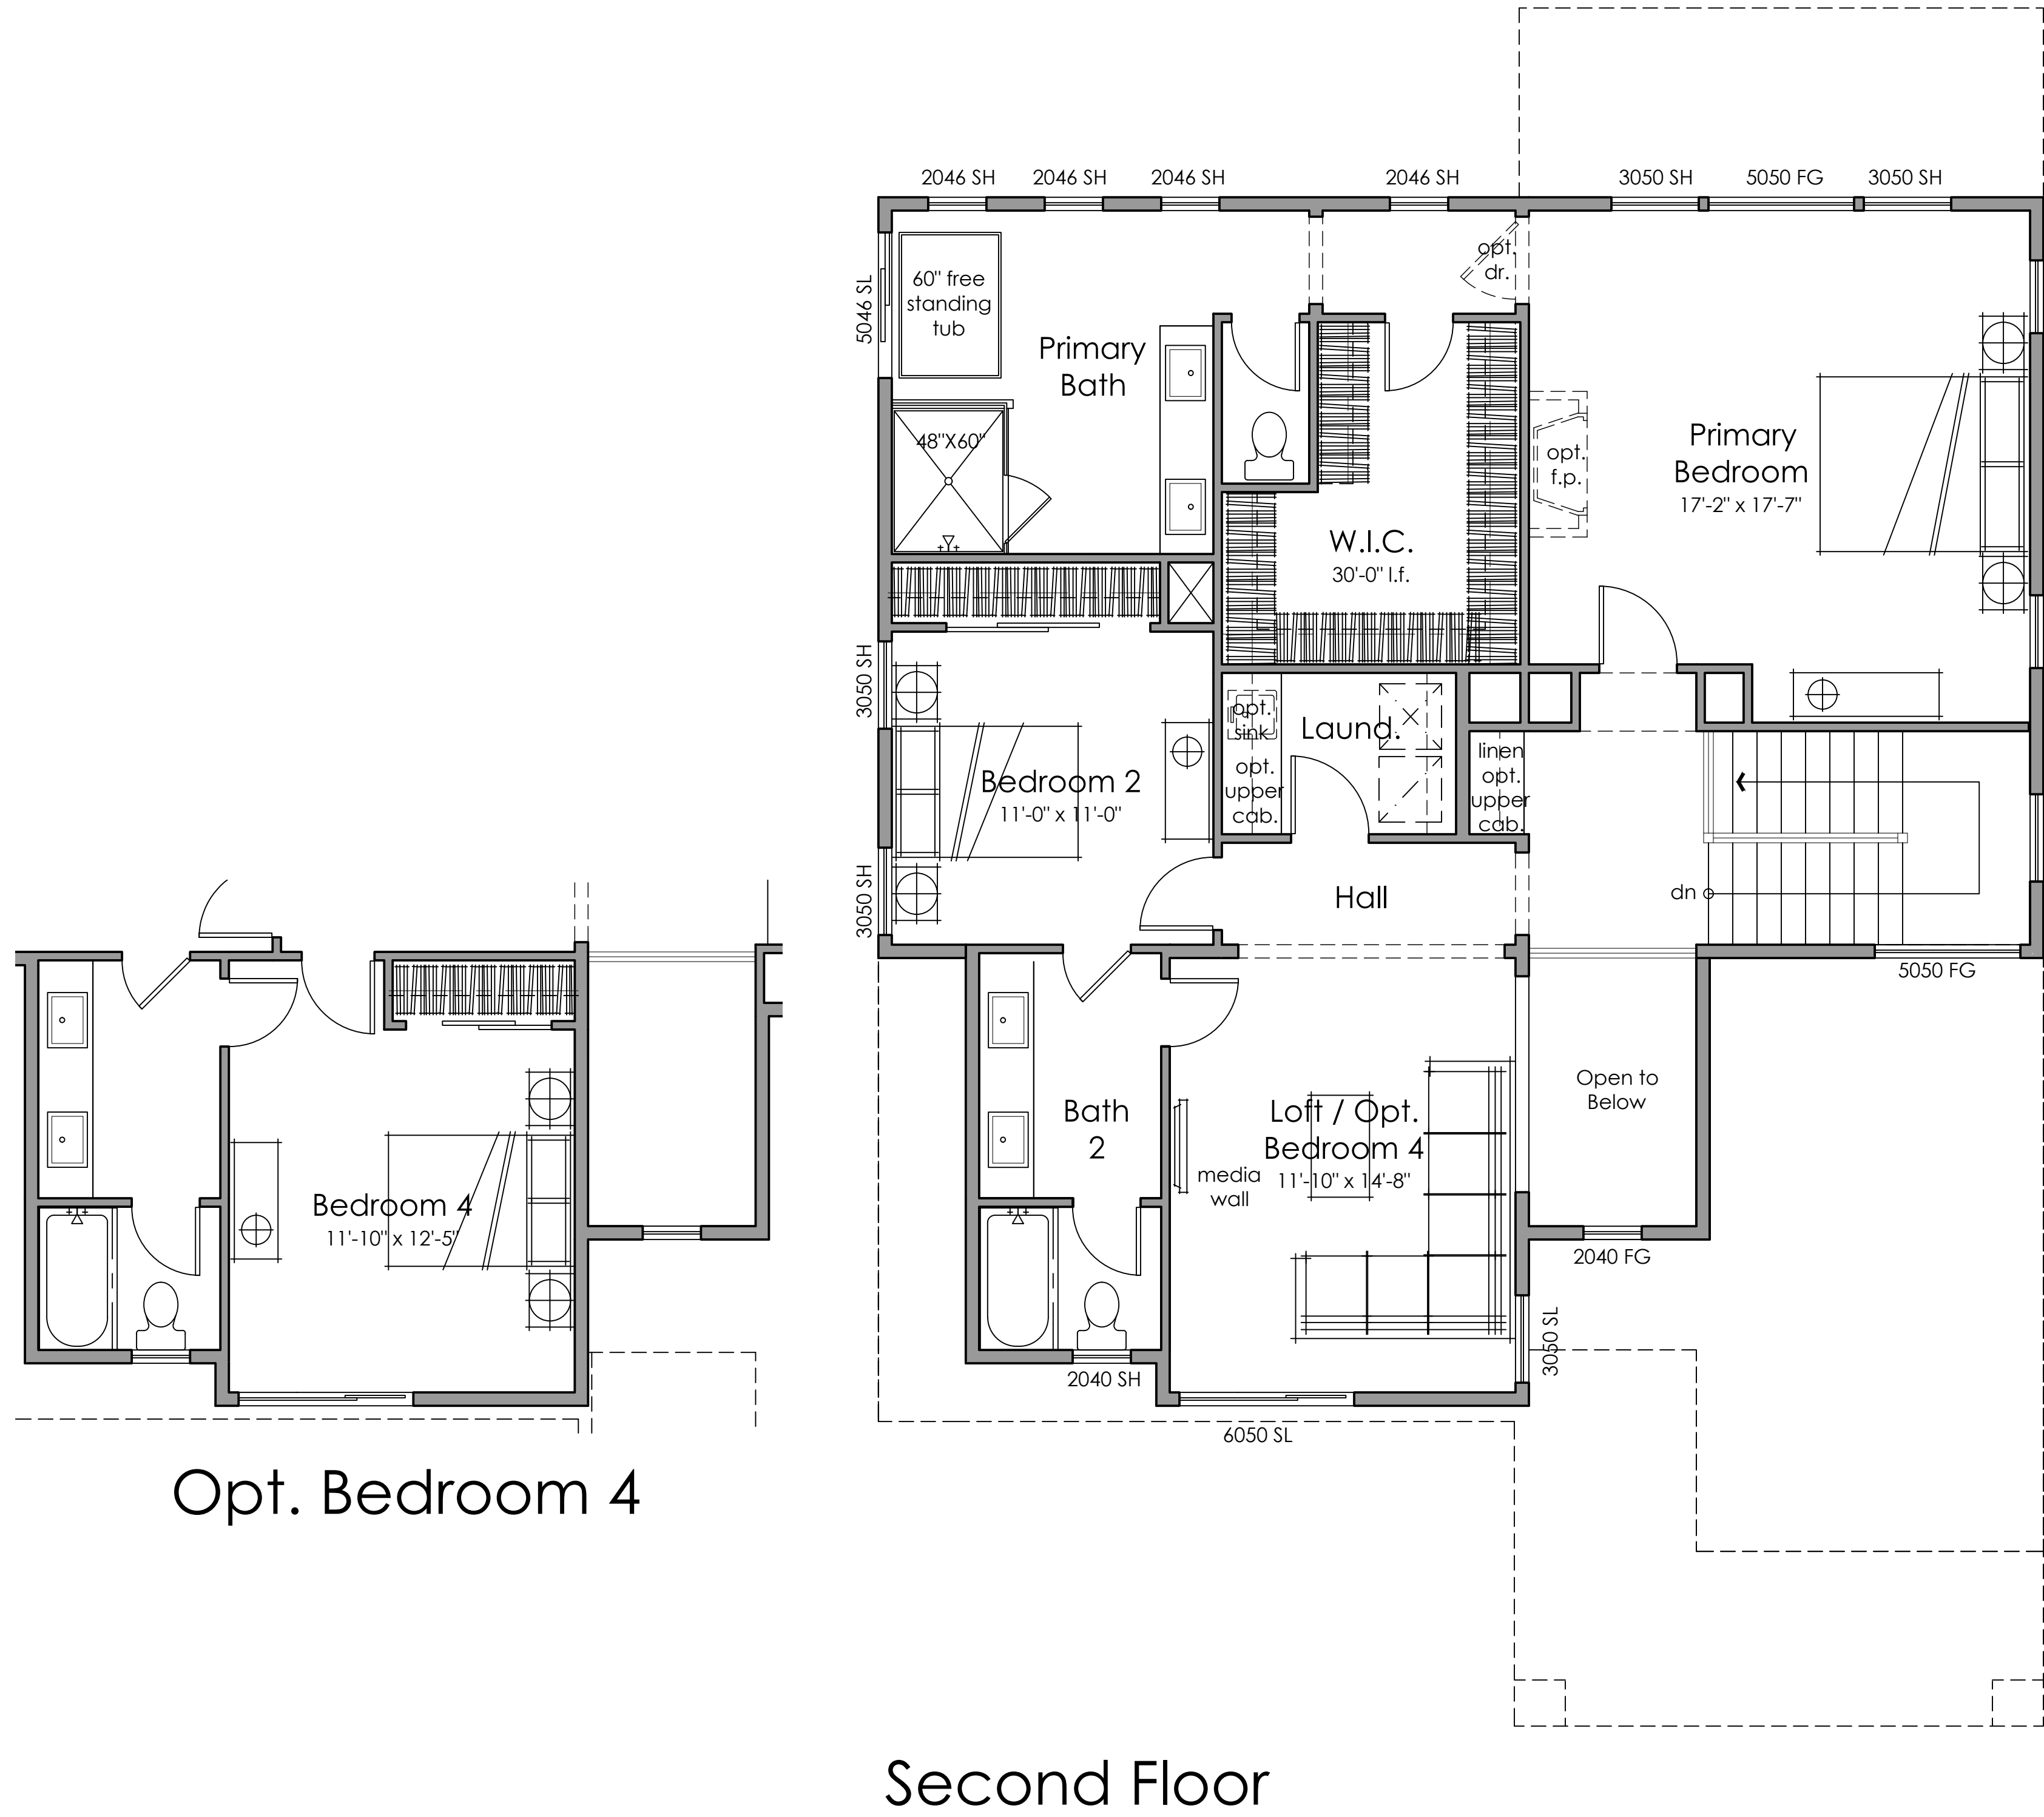 2046 SH
2046 SH
2046 SH
2046 SH
3050 SH
5050 FG
3050 SH
5046 SL
60" free
standing
tub
opt.
dr.
Primary
Bath
48"X60"
opt.
f.p.
Primary
Bedroom
17'-2" x 17'-7"
W.I.C.
30'-0" l.f.
3050 SH
opt.
sink
Laund.
opt.
upper
cab.
linen
opt.
upper
cab.
Bedroom 2
11'-0" x 11'-0"
3050 SH
Hall
dn
5050 FG
Bath
2
media
wall
Loft / Opt.
Bedroom 4
11'-10" x 14'-8"
Open to
Below
2040 FG
3050 SL
2040 SH
6050 SL
Bedroom 4
11'-10" x 12'-5"
Opt. Bedroom 4
Second Floor